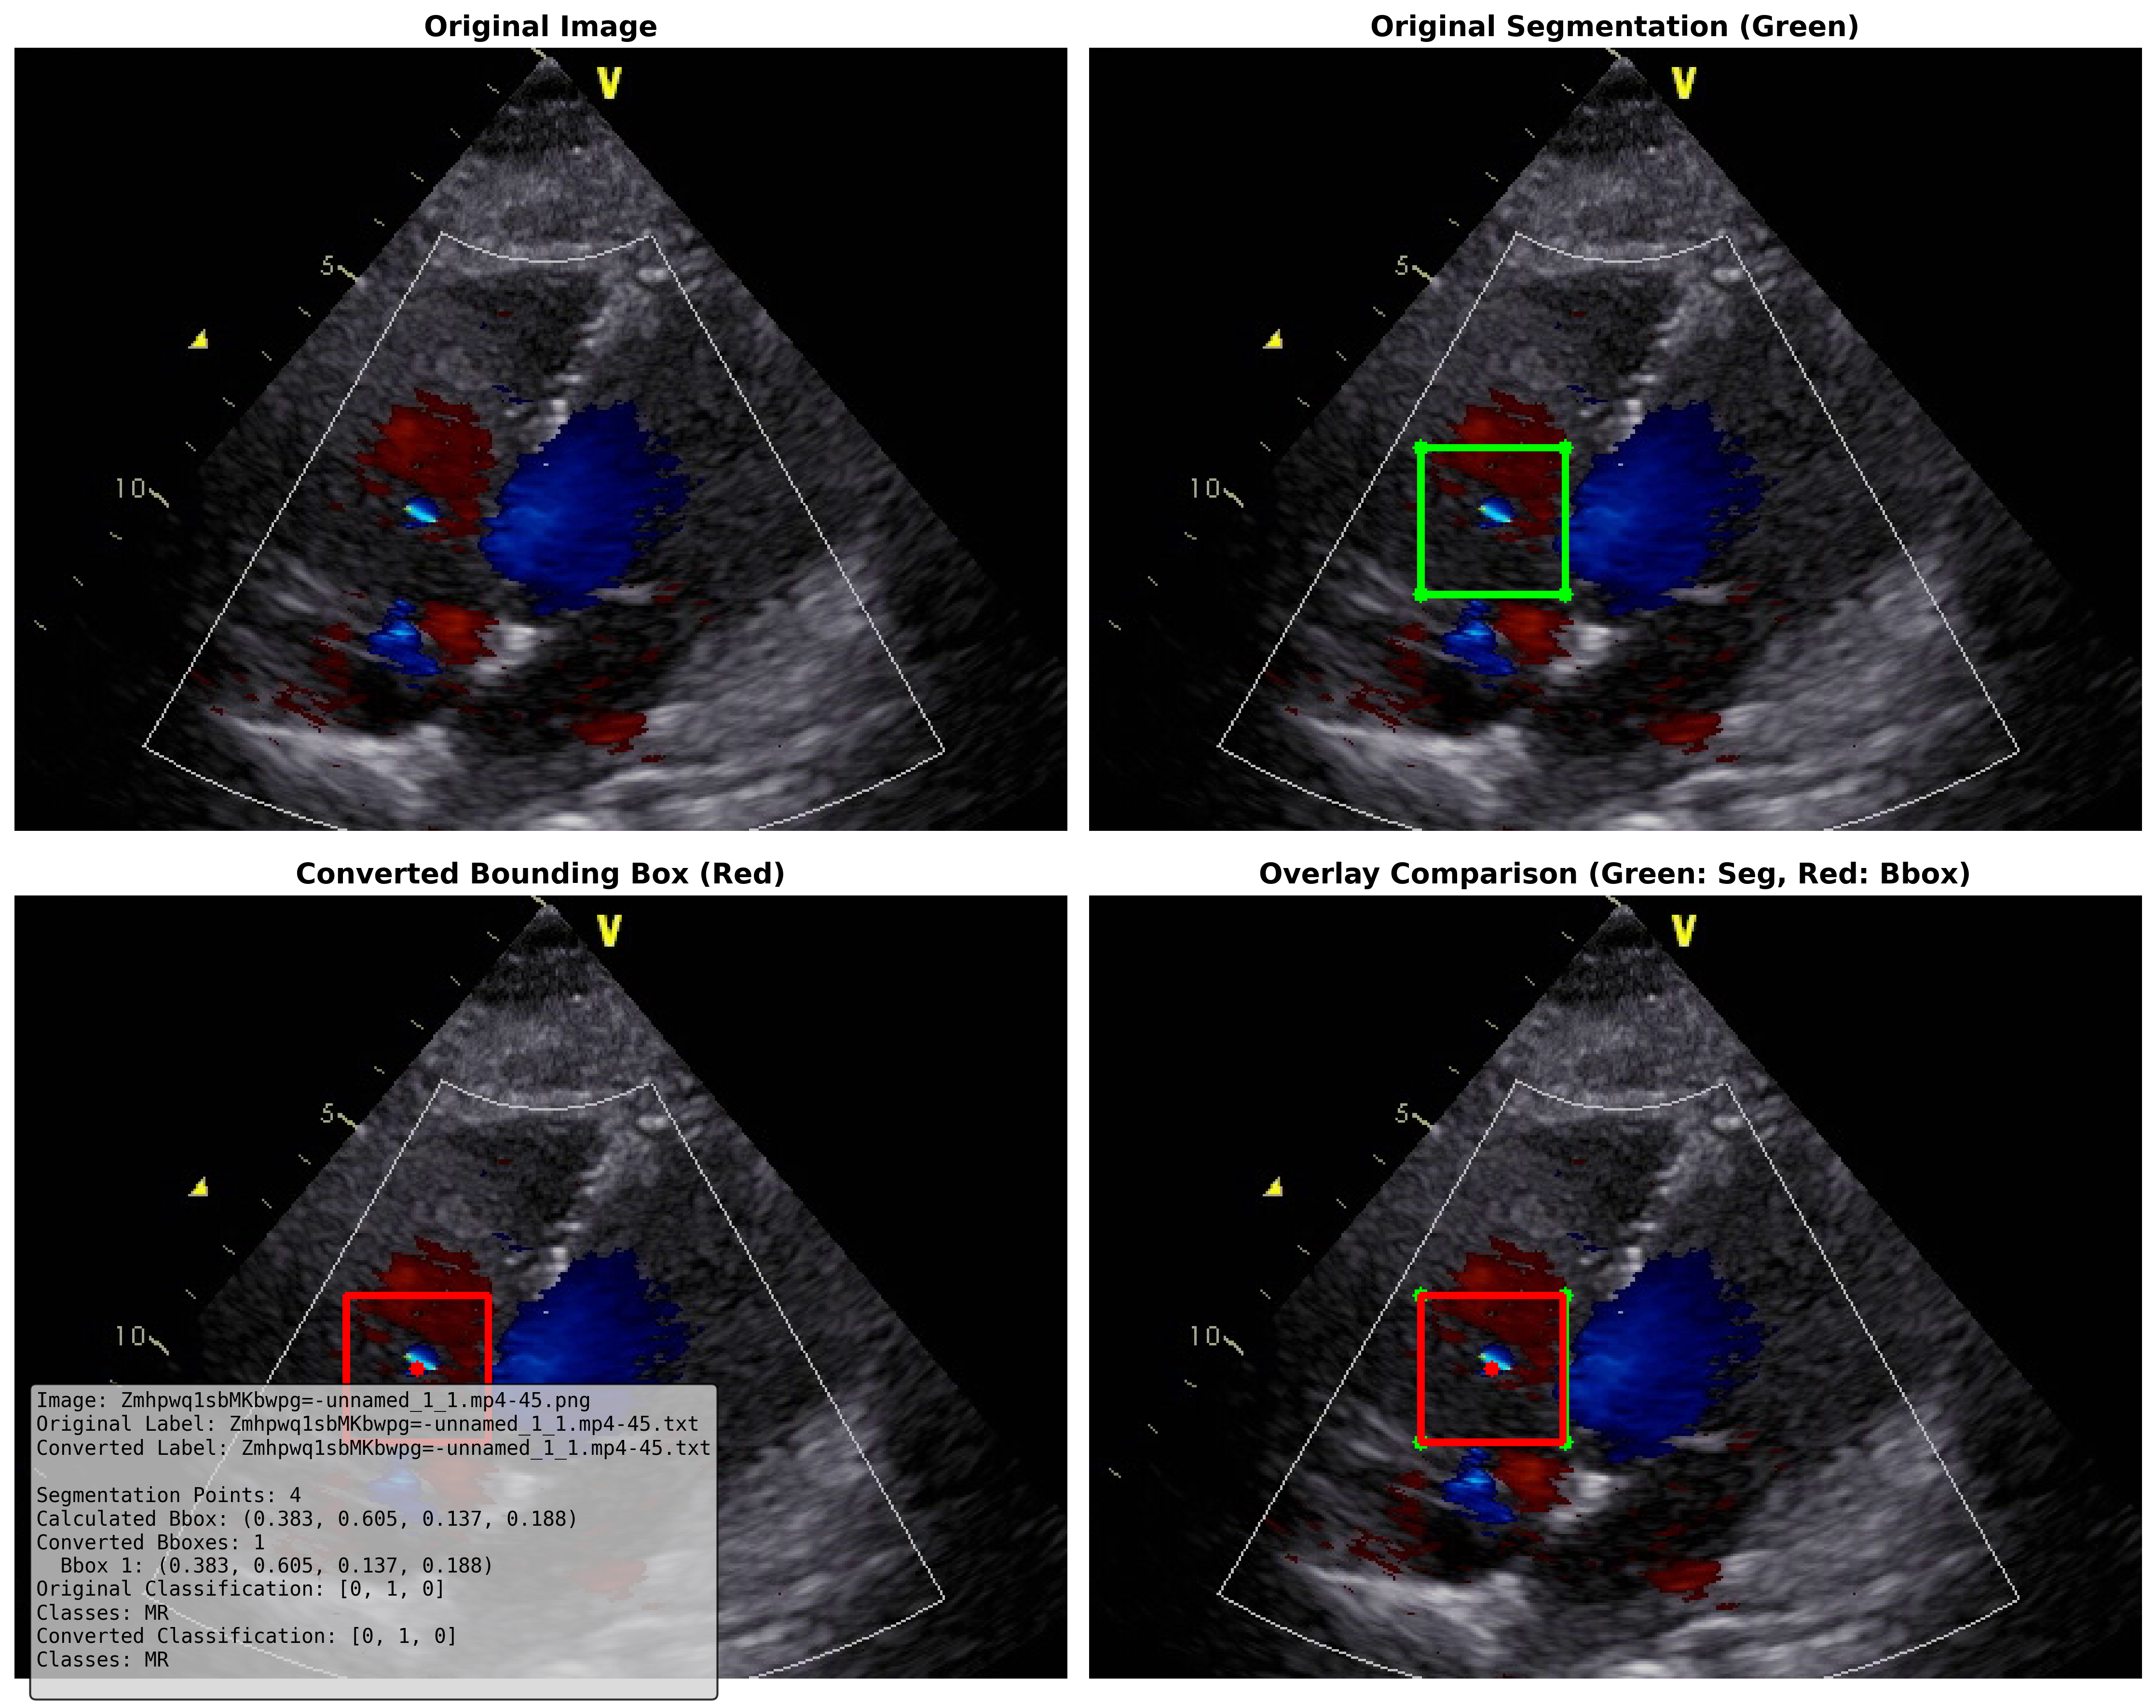 Original Image
V
5
10
Original Segmentation (Green)
V
5
10
Converted Bounding Box (Red)
V
5
10
Image: Zmhpwq1sbMKbwpg=-unnamed_1_1.mp4-45.png
Original Label: Zmhpwq1sbMKbwpg=-unnamed_1_1.mp4-45.txt
Converted Label: Zmhpwq1sbMKbwpg=-unnamed_1_1.mp4-45.txt
Segmentation Points: 4
Calculated Bbox: (0.383, 0.605, 0.137, 0.188)
Converted Bboxes: 1
Bbox 1: (0.383, 0.605, 0.137, 0.188)
Original Classification: [0, 1, 0]
Classes: MR
Converted Classification: [0, 1, 0]
Classes: MR
Overlay Comparison (Green: Seg, Red: Bbox)
V
5
10